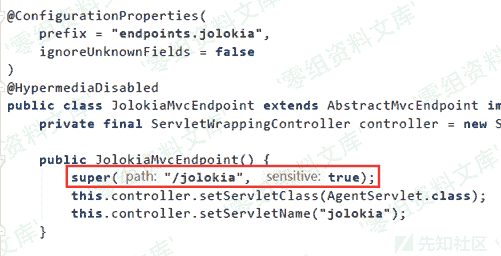 @ConfigurationProperties(
prefix = "endpoints.jolokia",
ignoreUnknownFields = false
)
@HypermediaDisabled
public class JolokiaMvcEndpoint extends AbstractMvcEndpoint im
private final ServletWrappingController controller = new S
public JolokiaMvcEndpoint() {
super( path: "/jolokia", sensitive: true);
this.controller.setServletClass(AgentServlet.class);
this.controller.setServletName("jolokia");
}
'零组资料文库'
先知社区